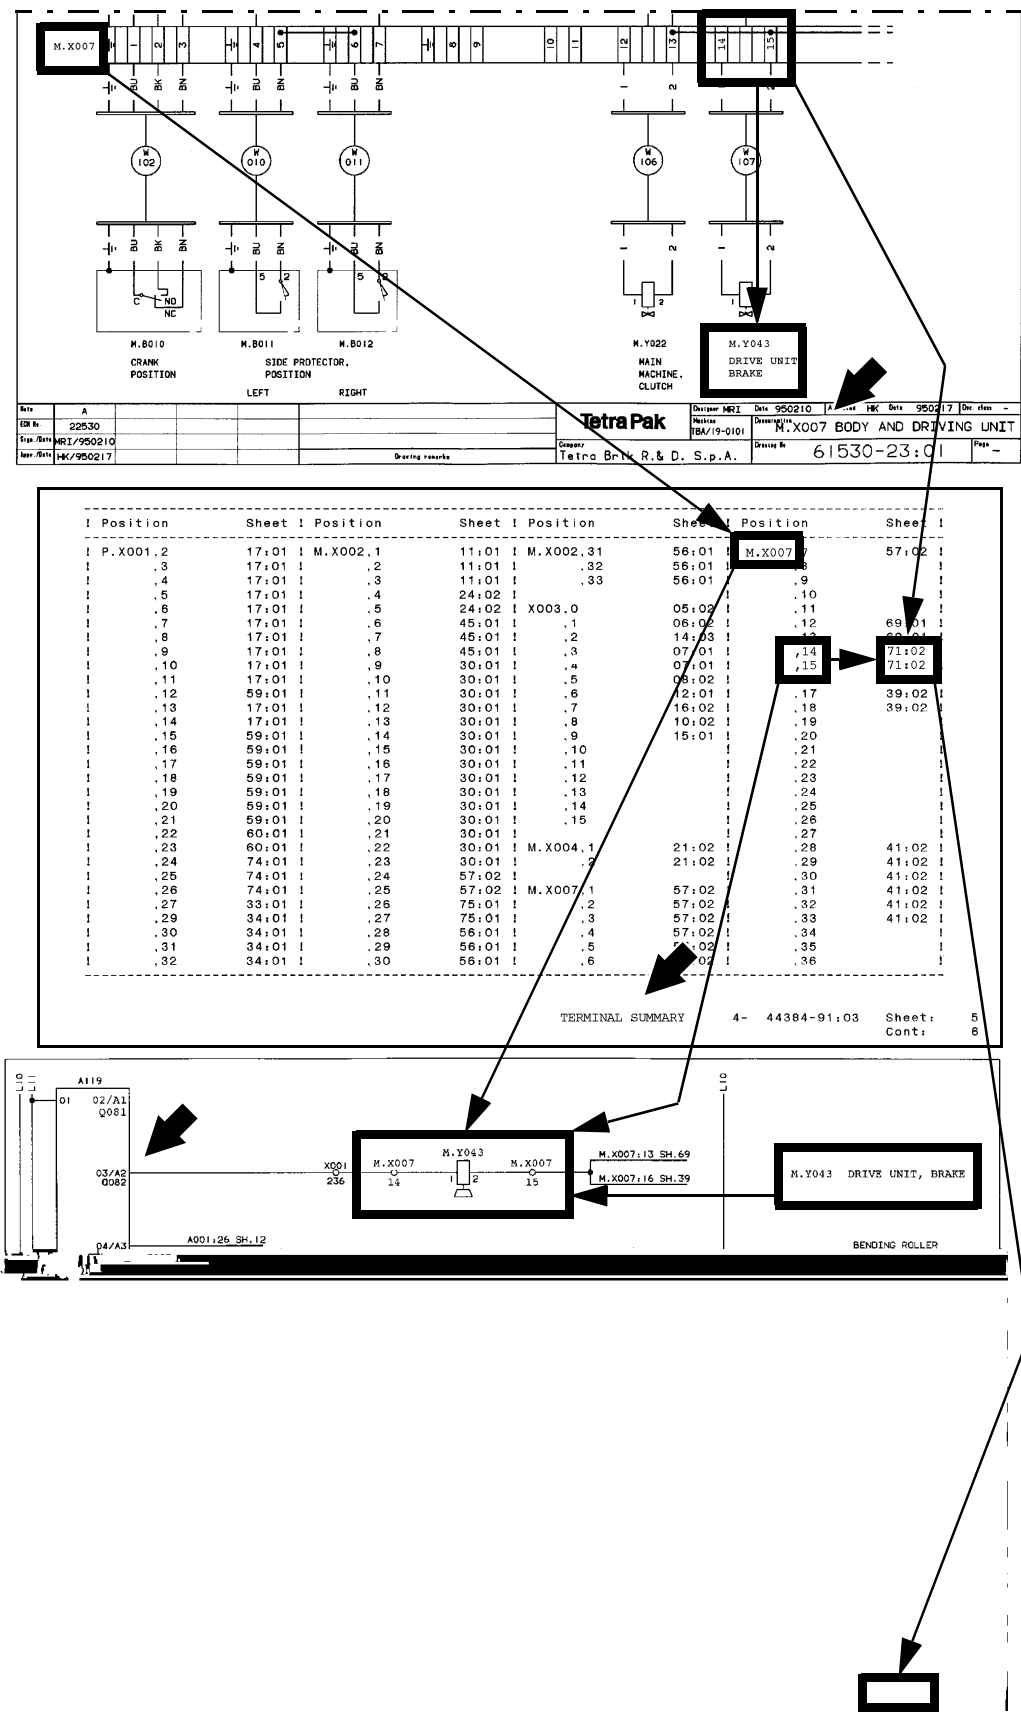 M.X007 1 2 3 4 5 6 7 8 9 10 11 12 13 14 15
BU BK BN BU BN BU BN 1 2 1 2
W 102 W 010 W 011 W 106 W 107
BU BK BN BU BN BU BN 1 2 1 2
5 2 5 2
C NO 1 2 1
NC
M.B010 M.B011 M.B012 M.Y022 M.Y043
CRANK POSITION
SIDE PROTECTOR, POSITION
MAIN MACHINE, CLUTCH
DRIVE UNIT BRAKE
LEFT RIGHT
Date A
ECN No. 22530
Sign./Date MRI/950210
Appr./Date HK/950217
Drawing remarks
Tetra Pak
Company
Tetra Brik R.& D. S.p.A.
Designer MRI Date 950210 HK Date 950217 Doc. class -
Machine TBA/19-0101
M.X007 BODY AND DRIVING UNIT
Drawing No 61530-23:01 Page -
! Position Sheet ! Position Sheet ! Position Sheet ! Position Sheet !
! P.X001,2 17:01 ! M.X002,1 11:01 ! M.X002,31 56:01 ! M.X007 57:02 !
! ,3 17:01 ! ,2 11:01 ! ,32 56:01 !
! ,4 17:01 ! ,3 11:01 ! ,33 56:01 ! ,9 !
! ,5 17:01 ! ,4 24:02 ! ! ,10 !
! ,6 17:01 ! ,5 24:02 ! X003.0 05:02 ! ,11 !
! ,7 17:01 ! ,6 45:01 ! ,1 06:02 ! ,12 69:01 !
! ,8 17:01 ! ,7 45:01 ! ,2 14:03 ! ,13 69:01 !
! ,9 17:01 ! ,8 45:01 ! ,3 07:01 ! ,14 71:02 !
! ,10 17:01 ! ,9 30:01 ! ,4 07:01 ! ,15 71:02 !
! ,11 17:01 ! ,10 30:01 ! ,5 08:02 !
! ,12 59:01 ! ,11 30:01 ! ,6 12:01 ! ,17 39:02 !
! ,13 17:01 ! ,12 30:01 ! ,7 16:02 ! ,18 39:02 !
! ,14 17:01 ! ,13 30:01 ! ,8 10:02 ! ,19 !
! ,15 59:01 ! ,14 30:01 ! ,9 15:01 ! ,20 !
! ,16 59:01 ! ,15 30:01 ! ,10 ! ,21 !
! ,17 59:01 ! ,16 30:01 ! ,11 ! ,22 !
! ,18 59:01 ! ,17 30:01 ! ,12 ! ,23 !
! ,19 59:01 ! ,18 30:01 ! ,13 ! ,24 !
! ,20 59:01 ! ,19 30:01 ! ,14 ! ,25 !
! ,21 59:01 ! ,20 30:01 ! ,15 ! ,26 !
! ,22 60:01 ! ,21 30:01 ! ! ,27 !
! ,23 60:01 ! ,22 30:01 ! M.X004,1 21:02 ! ,28 41:02 !
! ,24 74:01 ! ,23 30:01 ! ,2 21:02 ! ,29 41:02 !
! ,25 74:01 ! ,24 57:02 ! ! ,30 41:02 !
! ,26 74:01 ! ,25 57:02 ! M.X007,1 57:02 ! ,31 41:02 !
! ,27 33:01 ! ,26 75:01 ! ,2 57:02 ! ,32 41:02 !
! ,29 34:01 ! ,27 75:01 ! ,3 57:02 ! ,33 41:02 !
! ,30 34:01 ! ,28 56:01 ! ,4 57:02 ! ,34 !
! ,31 34:01 ! ,29 56:01 ! ,5 :02 ! ,35 !
! ,32 34:01 ! ,30 56:01 ! ,6 02 ! ,36 !
TERMINAL SUMMARY 4- 44384-91:03 Sheet: 5
Cont: 6
L10 L11 A119 L10
01 02/A1
Q081
03/A2
Q082
X001
236
M.X007
14
M.Y043
1 2
M.X007
15
M.X007:13 SH.69
M.X007:16 SH.39
M.Y043 DRIVE UNIT, BRAKE
04/A3 A001:26 SH.12
BENDING ROLLER